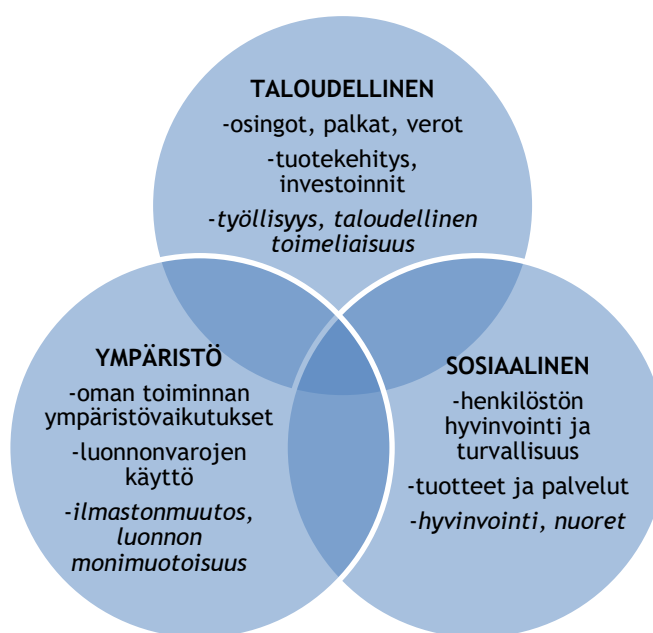 TALOUDELLINEN
-osingot, palkat, verot
-tuotekehitys,
investoinnit
-työllisyys, taloudellinen
toimeliaisuus
YMPÄRISTÖ
-oman toiminnan
ympäristövaikutukset
-luonnonvarojen
käyttö
-ilmastonmuutos,
luonnon
monimuotoisuus
SOSIAALINEN
-henkilöstön
hyvinvointi ja
turvallisuus
-tuotteet ja palvelut
-hyvinvointi, nuoret